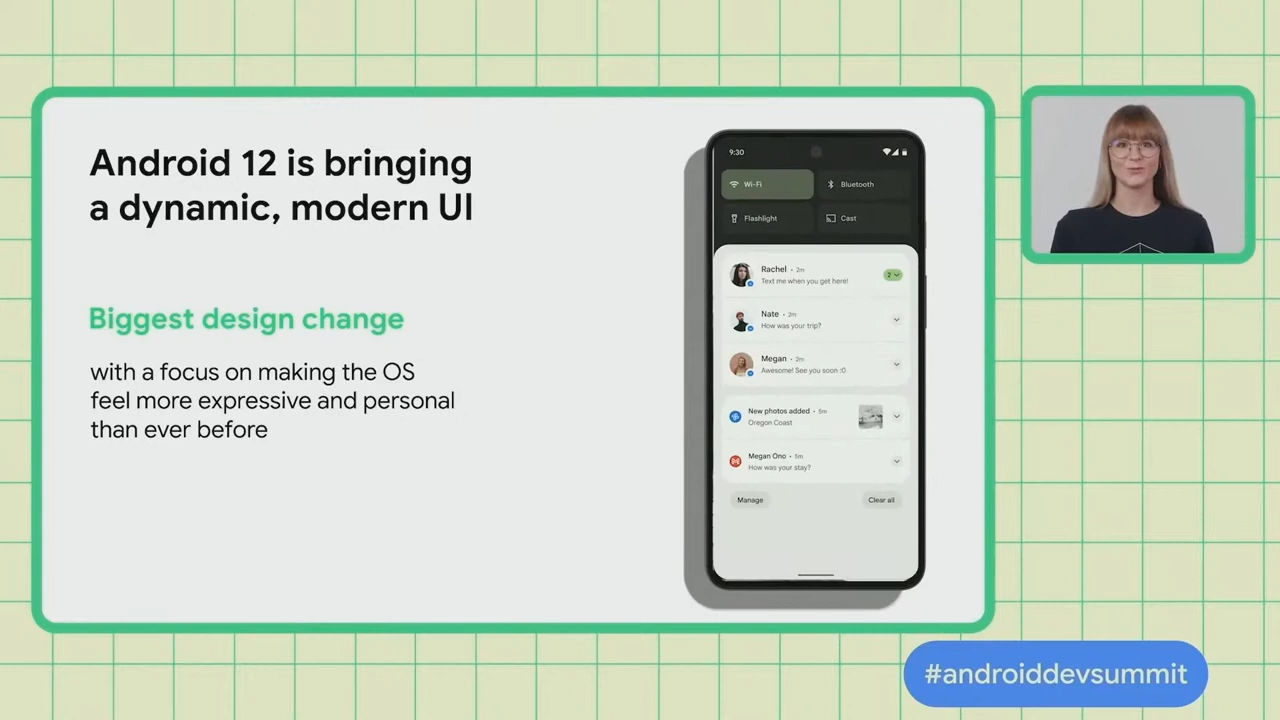 Android 12 is bringing
a dynamic, modern UI
Biggest design change
with a focus on making the OS
feel more expressive and personal
than ever before
9:30
Wi-Fi
Bluetooth
Flashlight
Cast
Rachel • 2m
Text me when you get here!
2
Nate • 2m
How was your trip?
Megan • 2m
Awesome! See you soon :0
New photos added • 8m
Oregon Coast
Megan Ono • 5m
How was your stay?
Manage
Clear all
#androiddevsummit